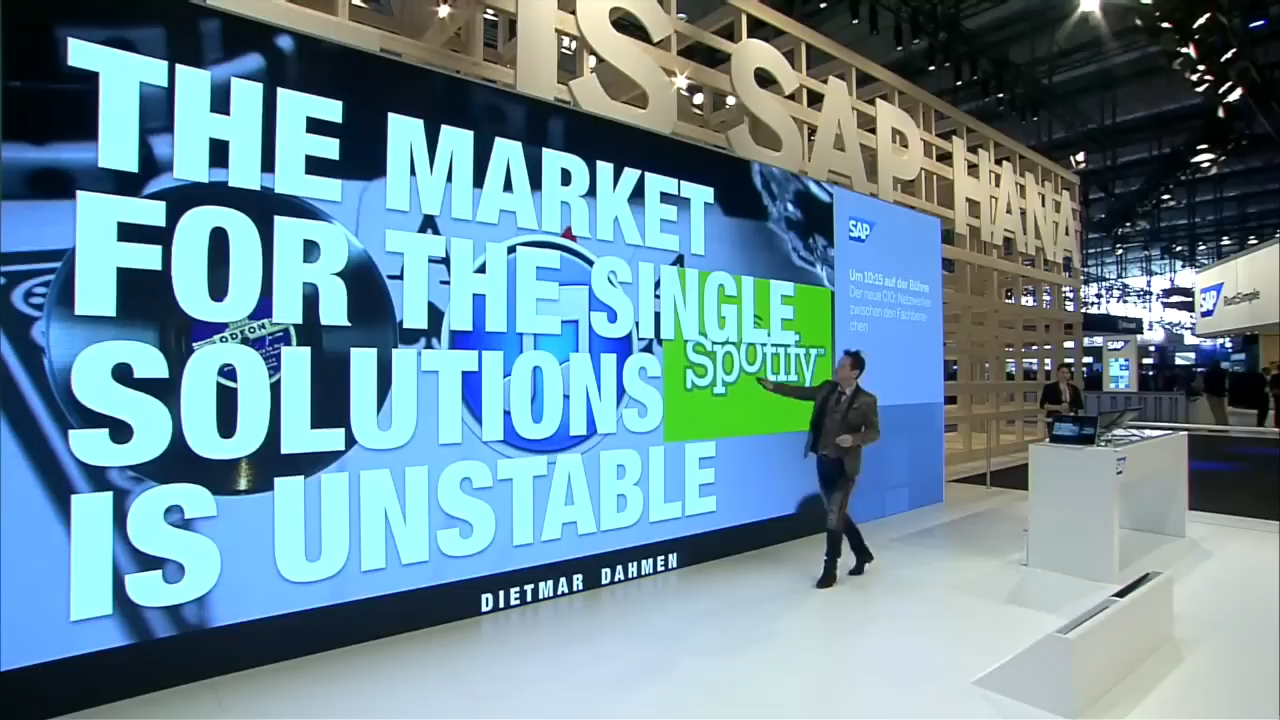 IS SAP HANA
THE MARKET
FOR THE SINGLE
SOLUTIONS
IS UNSTABLE
ODEON
Spotify
DIETMAR DAHMEN
SAP
Um 10:15 auf der Bühne
Der neue CIO: Netzwerker
zwischen den Fachberei-
chen
SAP
SAP RunSimple
SAP